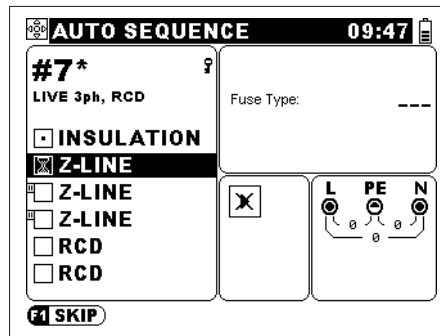 AUTO SEQUENCE 09:47
#7*
LIVE 3ph, RCD
INSULATION
Z-LINE
Z-LINE
Z-LINE
RCD
RCD
Fuse Type: ---
L PE N
0 0
0
F1 SKIP